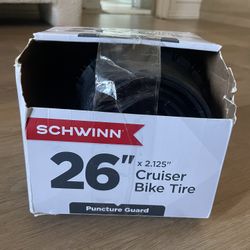 SCHWINN
26" x 2.125"
Cruiser
Bike Tire
Puncture Guard